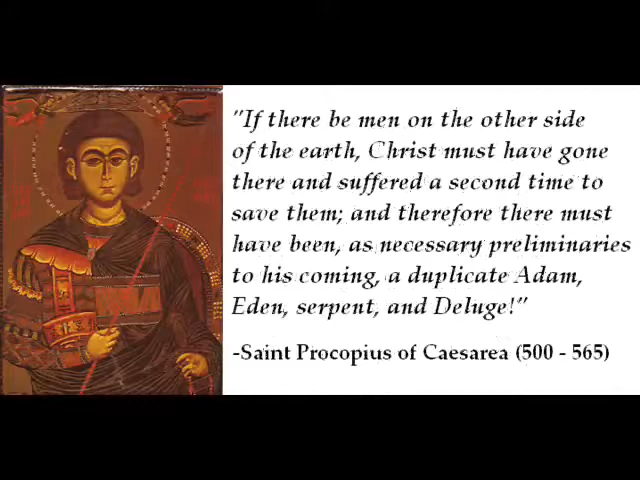 "If there be men on the other side
of the earth, Christ must have gone
there and suffered a second time to
save them; and therefore there must
have been, as necessary preliminaries
to his coming, a duplicate Adam,
Eden, serpent, and Deluge!"
-Saint Procopius of Caesarea (500 - 565)